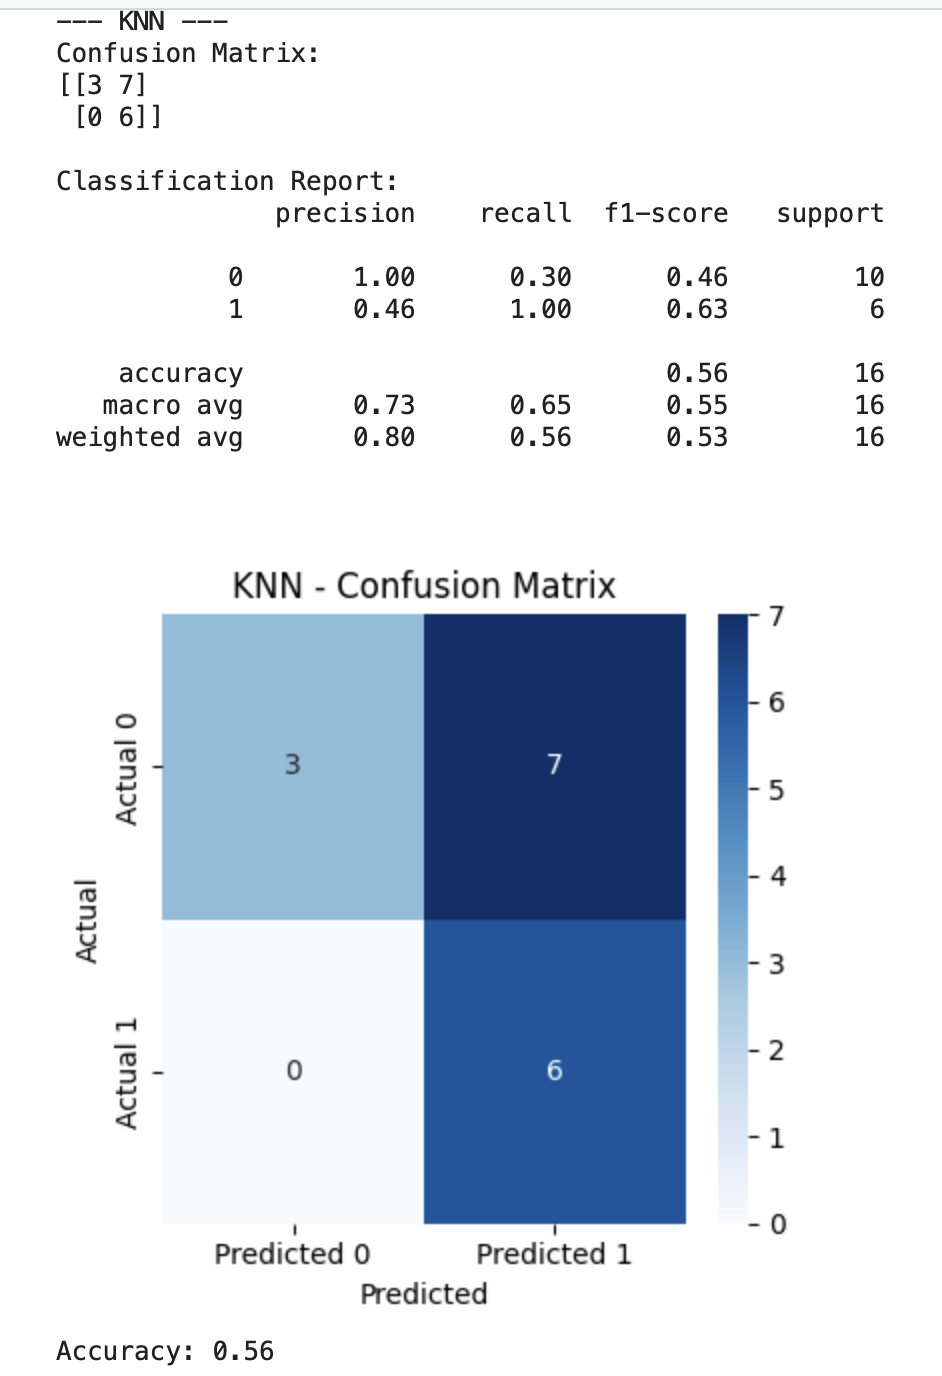 --- KNN ---
Confusion Matrix:
[[3 7]
 [0 6]]
Classification Report:
              precision    recall  f1-score   support
           0       1.00      0.30      0.46        10
           1       0.46      1.00      0.63         6
    accuracy                           0.56        16
   macro avg       0.73      0.65      0.55        16
weighted avg       0.80      0.56      0.53        16
KNN - Confusion Matrix
7
6
5
4
3
2
1
0
Actual
Actual 0
3 7
Actual 1
0 6
Predicted 0 Predicted 1
Predicted
Accuracy: 0.56